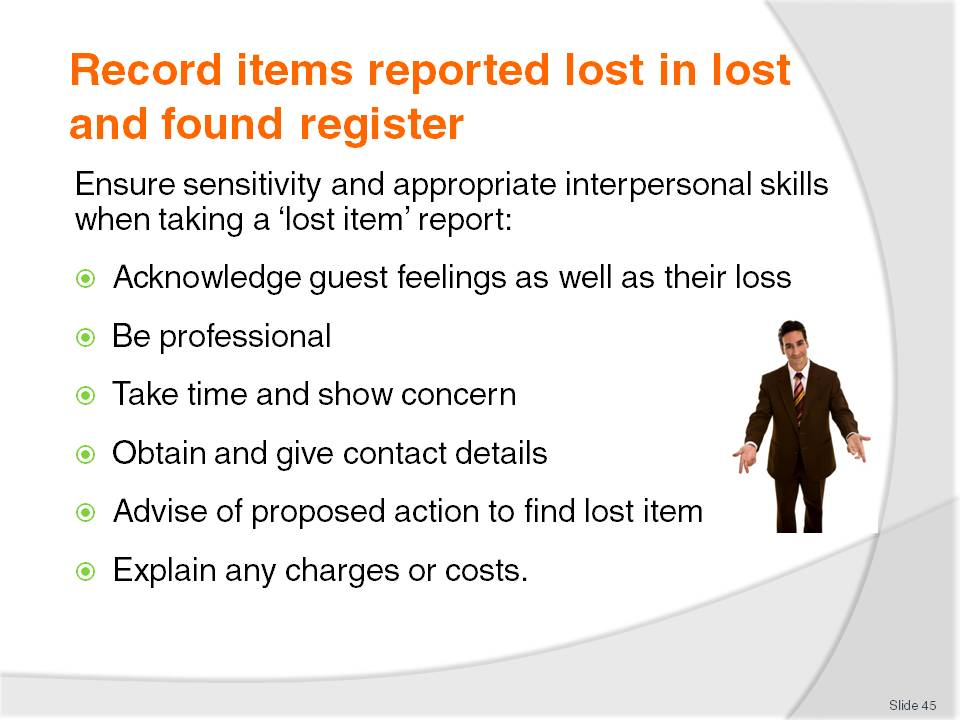 Record items reported lost in lost
and found register
Ensure sensitivity and appropriate interpersonal skills
when taking a ‘lost item’ report:
Acknowledge guest feelings as well as their loss
Be professional
Take time and show concern
Obtain and give contact details
Advise of proposed action to find lost item
Explain any charges or costs.
Slide 45